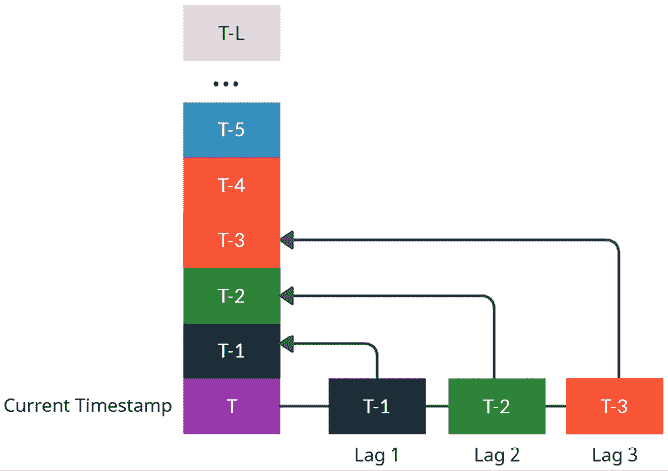 T-L
...
T-5
T-4
T-3
T-2
T-1
Current Timestamp T T-1 T-2 T-3
Lag 1 Lag 2 Lag 3